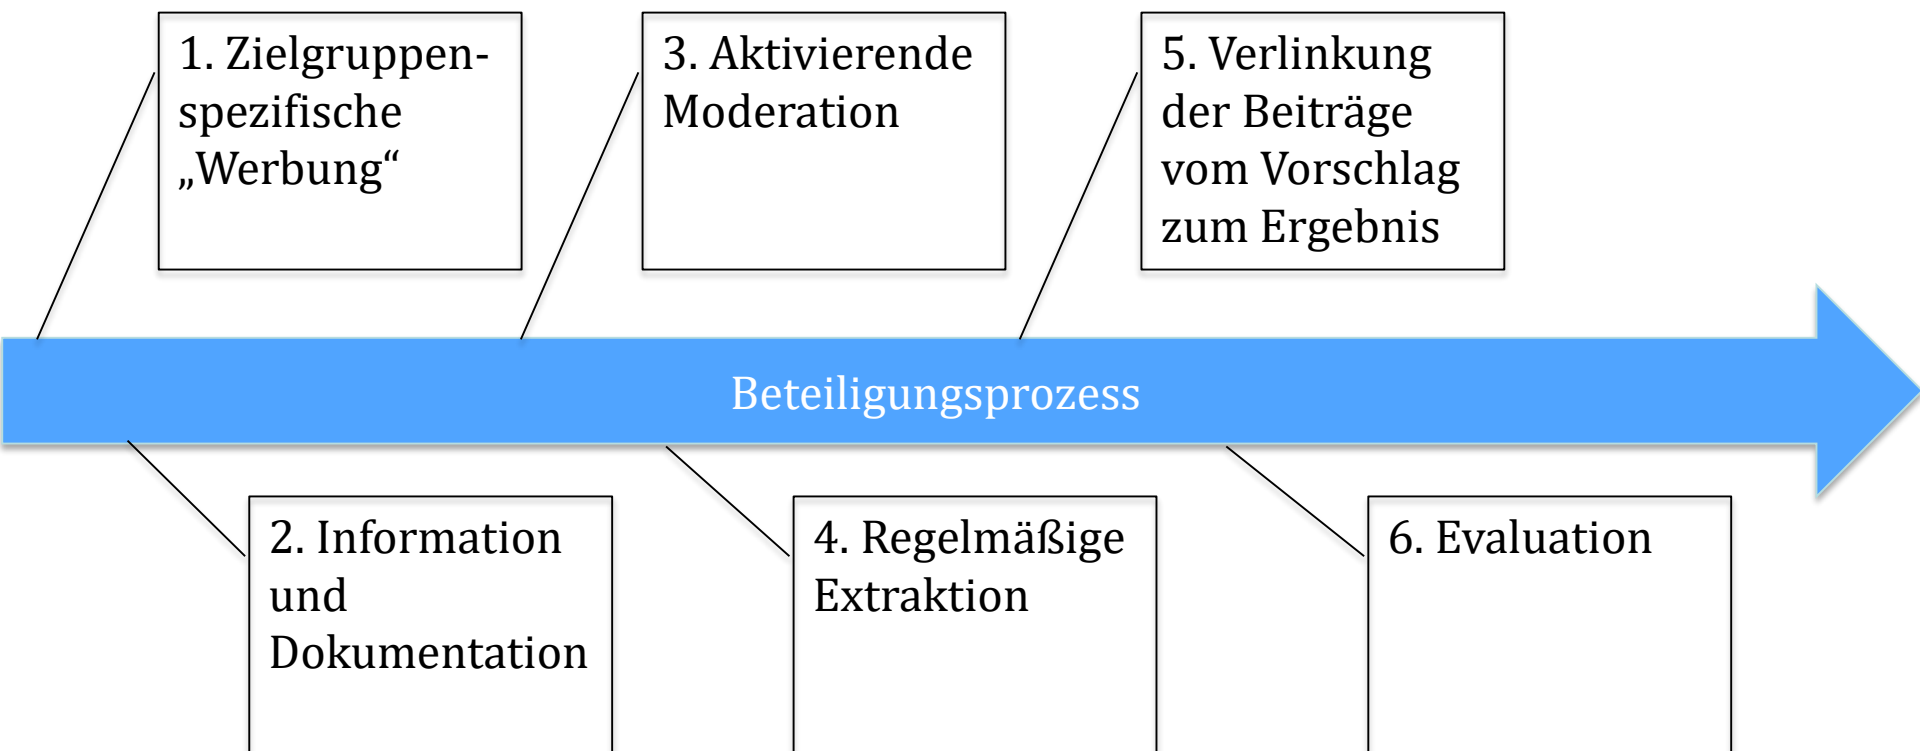 1. Zielgruppen-
spezifische
„Werbung“
3. Aktivierende
Moderation
5. Verlinkung
der Beiträge
vom Vorschlag
zum Ergebnis
Beteiligungsprozess
2. Information
und
Dokumentation
4. Regelmäßige
Extraktion
6. Evaluation